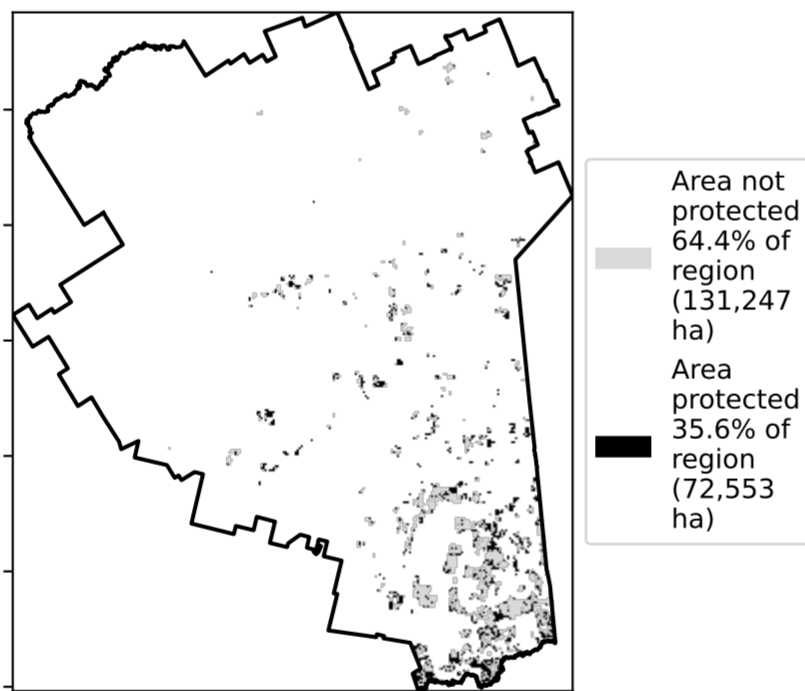 Area not
protected
64.4% of
region
(131,247
ha)
Area
protected
35.6% of
region
(72,553
ha)